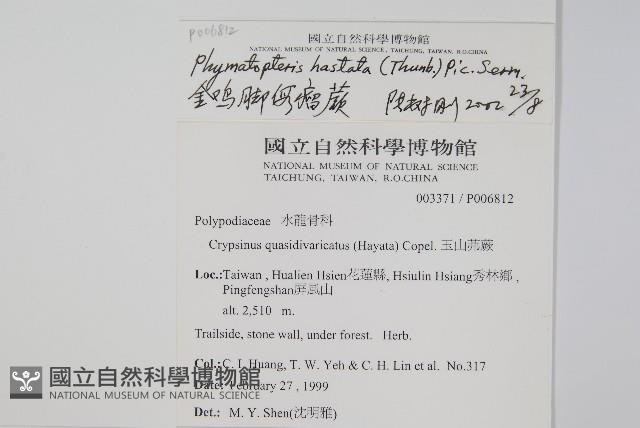 P006812
國立自然科學博物館
NATIONAL MUSEUM OF NATURAL SCIENCE, TAICHUNG, TAIWAN, R.O.CHINA
Phymatopteris hastata (Thunb.) Pic. Serm.
金鸡脚假瘤蕨 2002 23/8
國立自然科學博物館
NATIONAL MUSEUM OF NATURAL SCIENCE
TAICHUNG, TAIWAN, R.O.CHINA
003371 / P006812
Polypodiaceae 水龍骨科
Crypsinus quasidivaricatus (Hayata) Copel. 玉山茀蕨
Loc.:Taiwan , Hualien Hsien花蓮縣, Hsiulin Hsiang秀林鄉 ,
Pingfengshan屏風山
alt. 2,510 m.
Trailside, stone wall, under forest. Herb.
Col.:C. I. Huang, T. W. Yeh & C. H. Lin et al. No.317
Date: February 27 , 1999
Det.: M. Y. Shen(沈明雅)
國立自然科學博物館
NATIONAL MUSEUM OF NATURAL SCIENCE